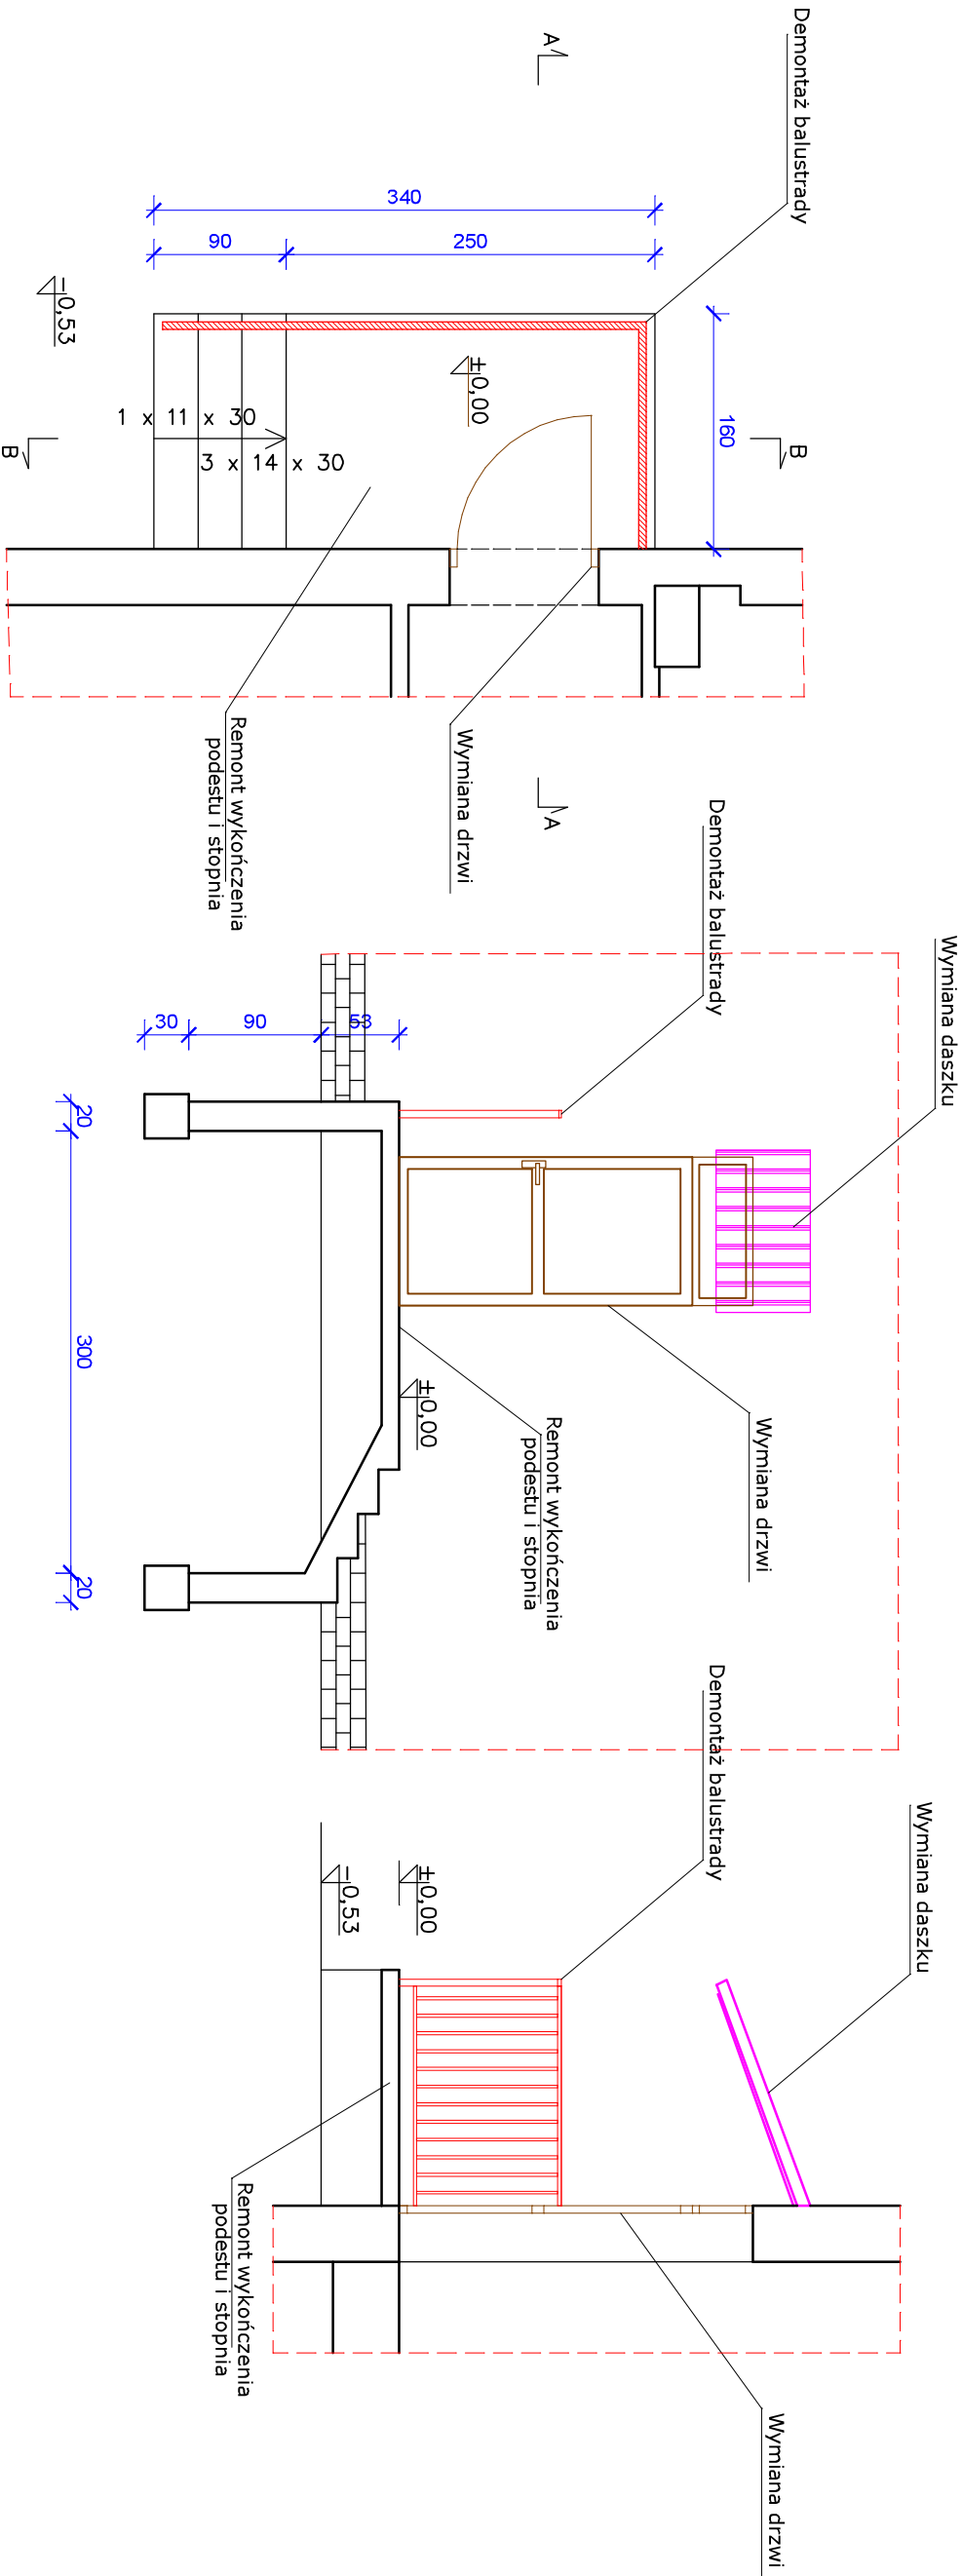 Demontaż balustrady
A
340
90
250
-0,53
±0,00
160
1 x 11 x 30
3 x 14 x 30
B
B
Wymiana drzwi
Remont wykończenia
podestu i stopnia
A
Demontaż balustrady
Wymiana daszku
30
90
53
20
300
20
±0,00
Wymiana drzwi
Remont wykończenia
podestu i stopnia
Demontaż balustrady
Wymiana daszku
±0,00
-0,53
Remont wykończenia
podestu i stopnia
Wymiana drzwi